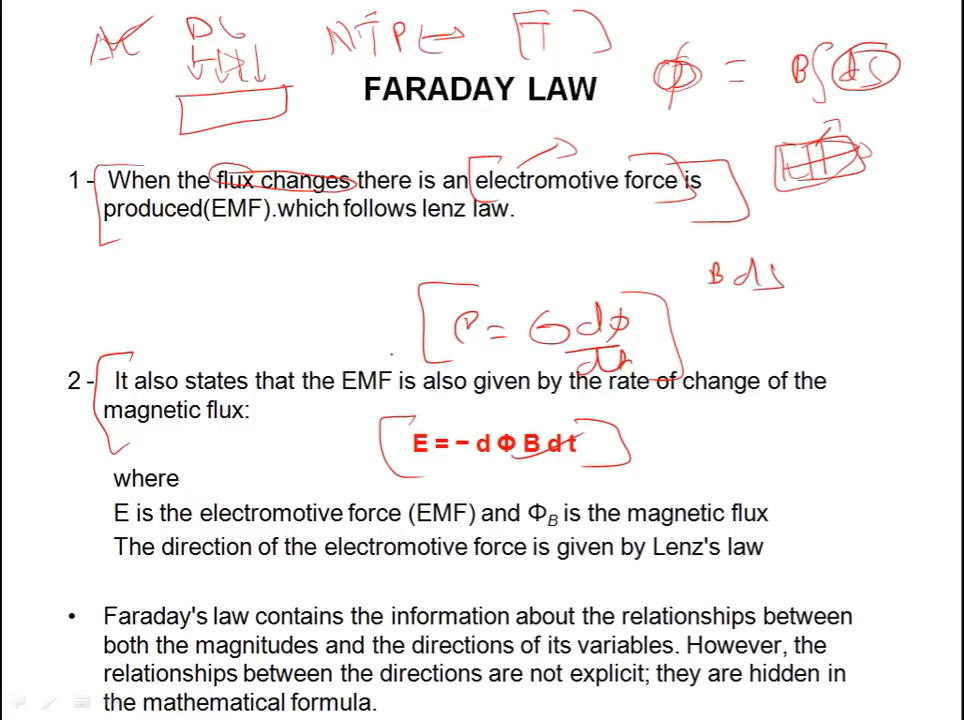 DC
FARADAY LAW
Φ = B∫ds
1 - When the flux changes there is an electromotive force is
produced(EMF).which follows lenz law.
B ds
dΦ
dt
2 - It also states that the EMF is also given by the rate of change of the
magnetic flux:
E = − d Φ B d t
where
E is the electromotive force (EMF) and ΦB is the magnetic flux
The direction of the electromotive force is given by Lenz's law
• Faraday's law contains the information about the relationships between
both the magnitudes and the directions of its variables. However, the
relationships between the directions are not explicit; they are hidden in
the mathematical formula.